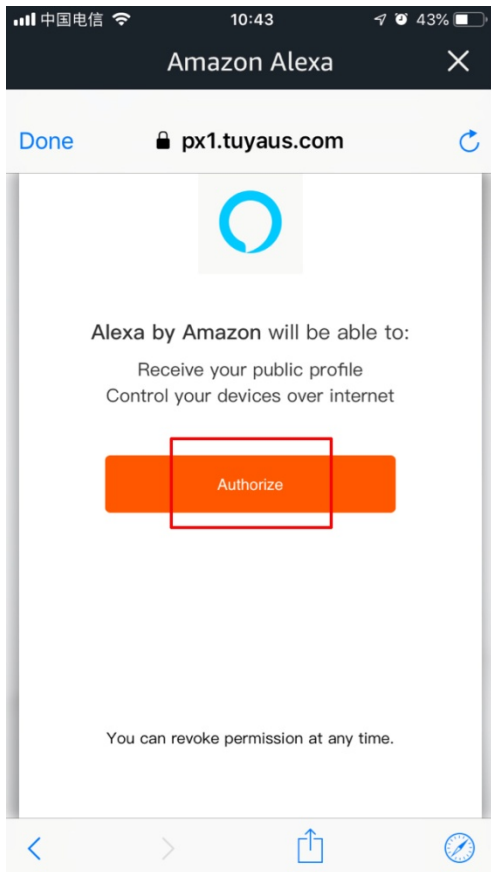 中国电信 10:43 43%
Amazon Alexa
Done px1.tuyaus.com
Alexa by Amazon will be able to:
Receive your public profile
Control your devices over internet
Authorize
You can revoke permission at any time.